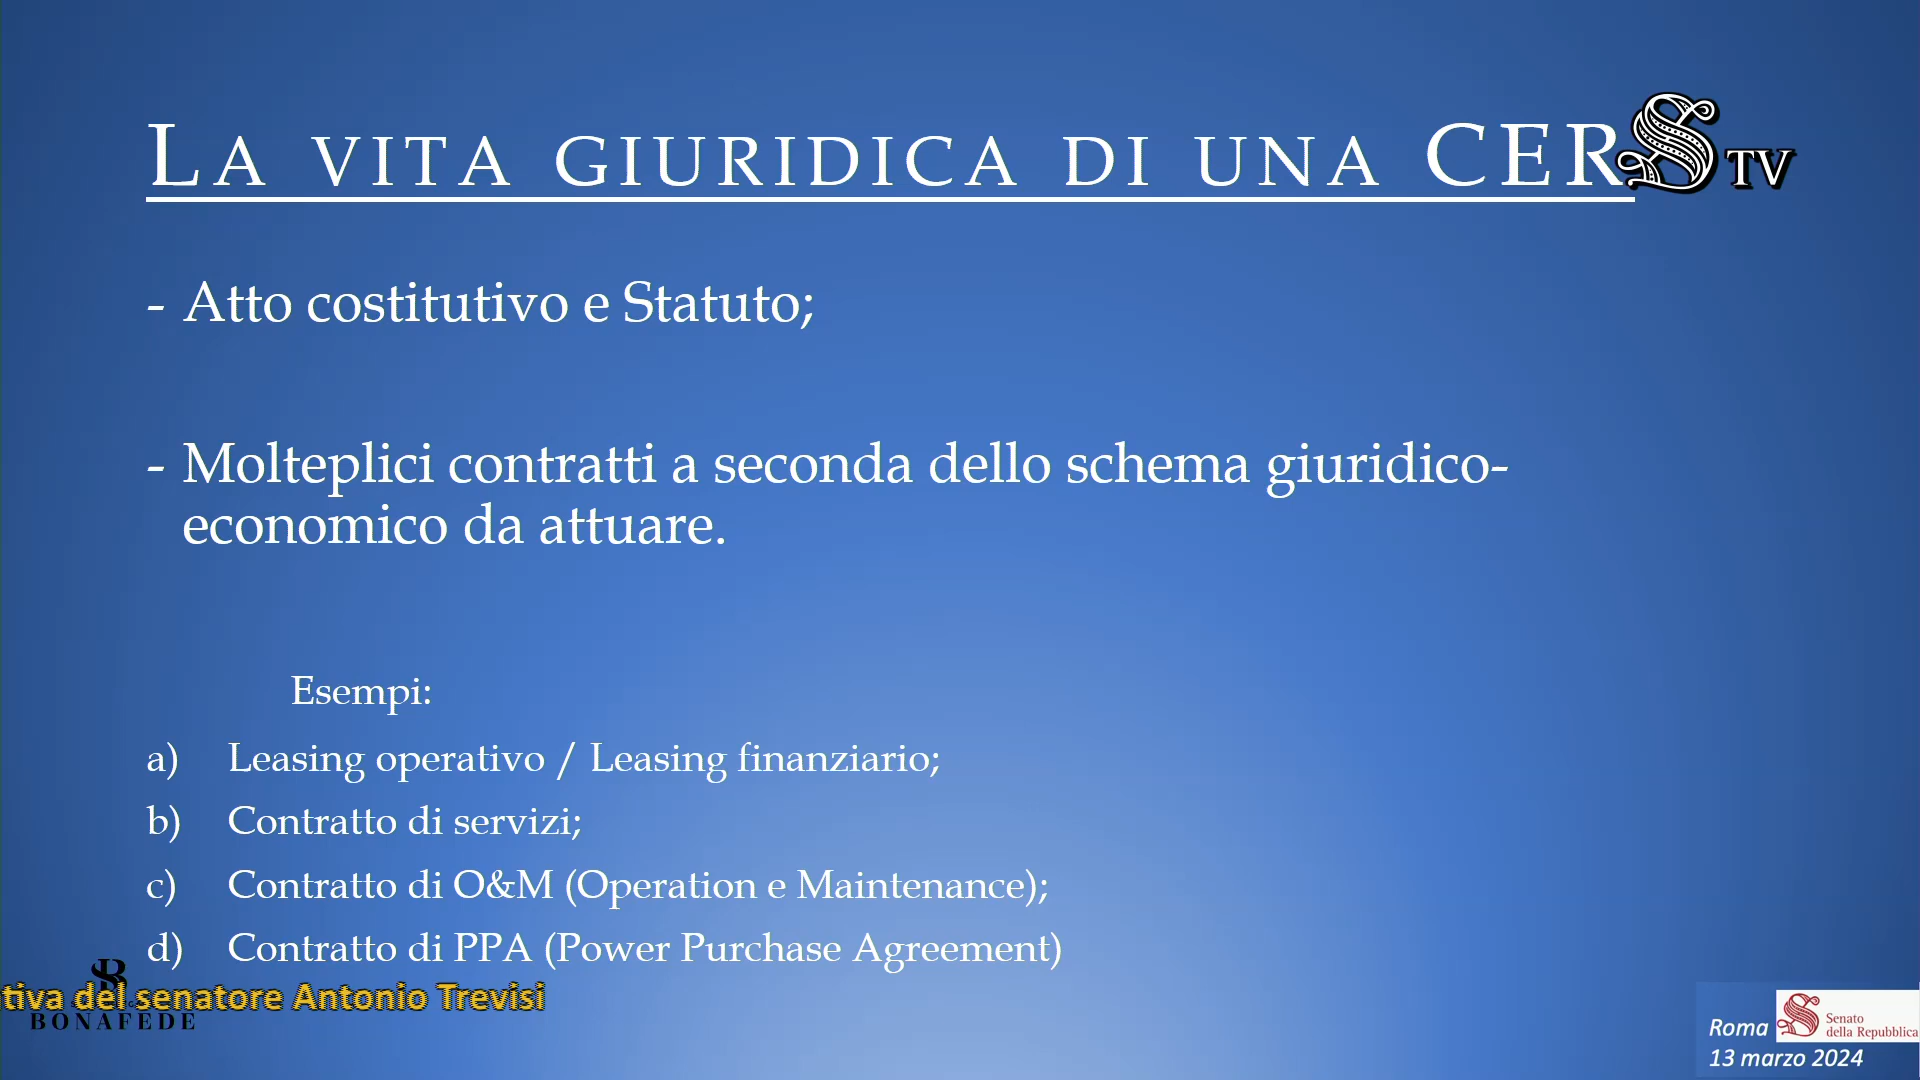 LA VITA GIURIDICA DI UNA CER
S TV
- Atto costitutivo e Statuto;
- Molteplici contratti a seconda dello schema giuridico-
economico da attuare.
Esempi:
a) Leasing operativo / Leasing finanziario;
b) Contratto di servizi;
c) Contratto di O&M (Operation e Maintenance);
d) Contratto di PPA (Power Purchase Agreement)
tiva del senatore Antonio Trevisi
BONAFEDE
Roma
Senato
della Repubblica
13 marzo 2024